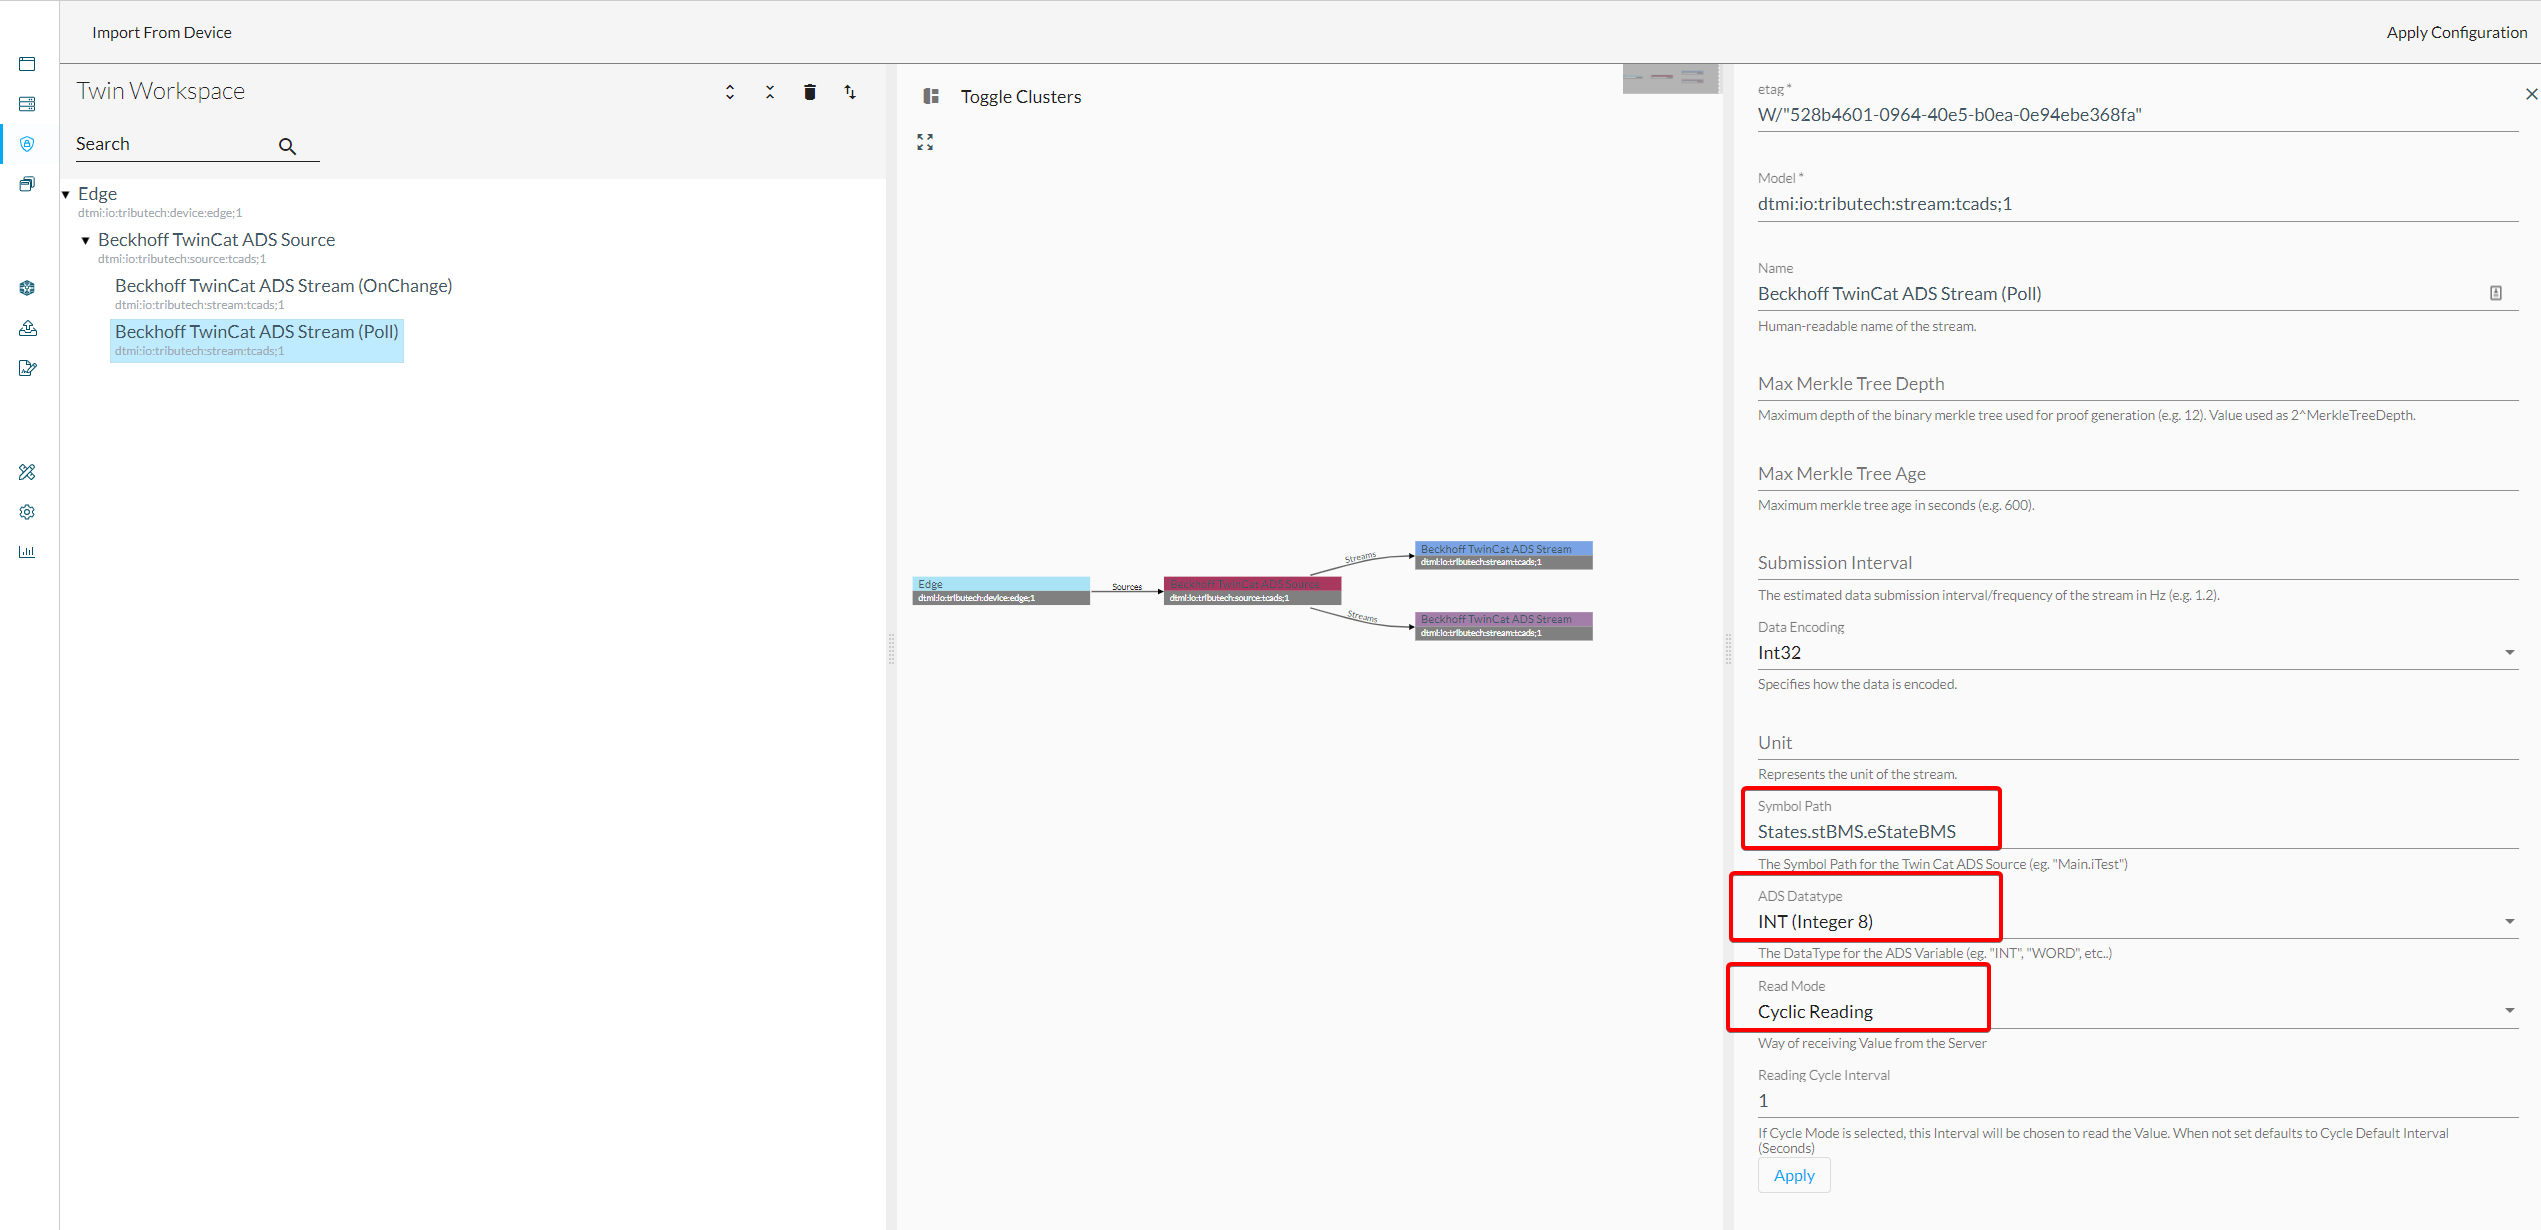 Import From Device
Apply Configuration
Twin Workspace
Search
Edge
dtmi:io:tributech:device:edge;1
Beckhoff TwinCat ADS Source
dtmi:io:tributech:source:tcads;1
Beckhoff TwinCat ADS Stream (OnChange)
dtmi:io:tributech:stream:tcads;1
Beckhoff TwinCat ADS Stream (Poll)
dtmi:io:tributech:stream:tcads;1
Toggle Clusters
Edge
dtmi:io:tributech:device:edge;1
Sources
Beckhoff TwinCat ADS Source
dtmi:io:tributech:source:tcads;1
Streams
Beckhoff TwinCat ADS Stream
dtmi:io:tributech:stream:tcads;1
Streams
Beckhoff TwinCat ADS Stream
dtmi:io:tributech:stream:tcads;1
etag *
W/"528b4601-0964-40e5-b0ea-0e94ebe368fa"
Model *
dtmi:io:tributech:stream:tcads;1
Name
Beckhoff TwinCat ADS Stream (Poll)
Human-readable name of the stream.
Max Merkle Tree Depth
Maximum depth of the binary merkle tree used for proof generation (e.g. 12). Value used as 2^MerkleTreeDepth.
Max Merkle Tree Age
Maximum merkle tree age in seconds (e.g. 600).
Submission Interval
The estimated data submission interval/frequency of the stream in Hz (e.g. 1.2).
Data Encoding
Int32
Specifies how the data is encoded.
Unit
Represents the unit of the stream.
Symbol Path
States.stBMS.eStateBMS
The Symbol Path for the Twin Cat ADS Source (eg. "Main.iTest")
ADS Datatype
INT (Integer 8)
The DataType for the ADS Variable (eg. "INT", "WORD", etc..)
Read Mode
Cyclic Reading
Way of receiving Value from the Server
Reading Cycle Interval
1
If Cycle Mode is selected, this Interval will be chosen to read the Value. When not set defaults to Cycle Default Interval
(Seconds)
Apply